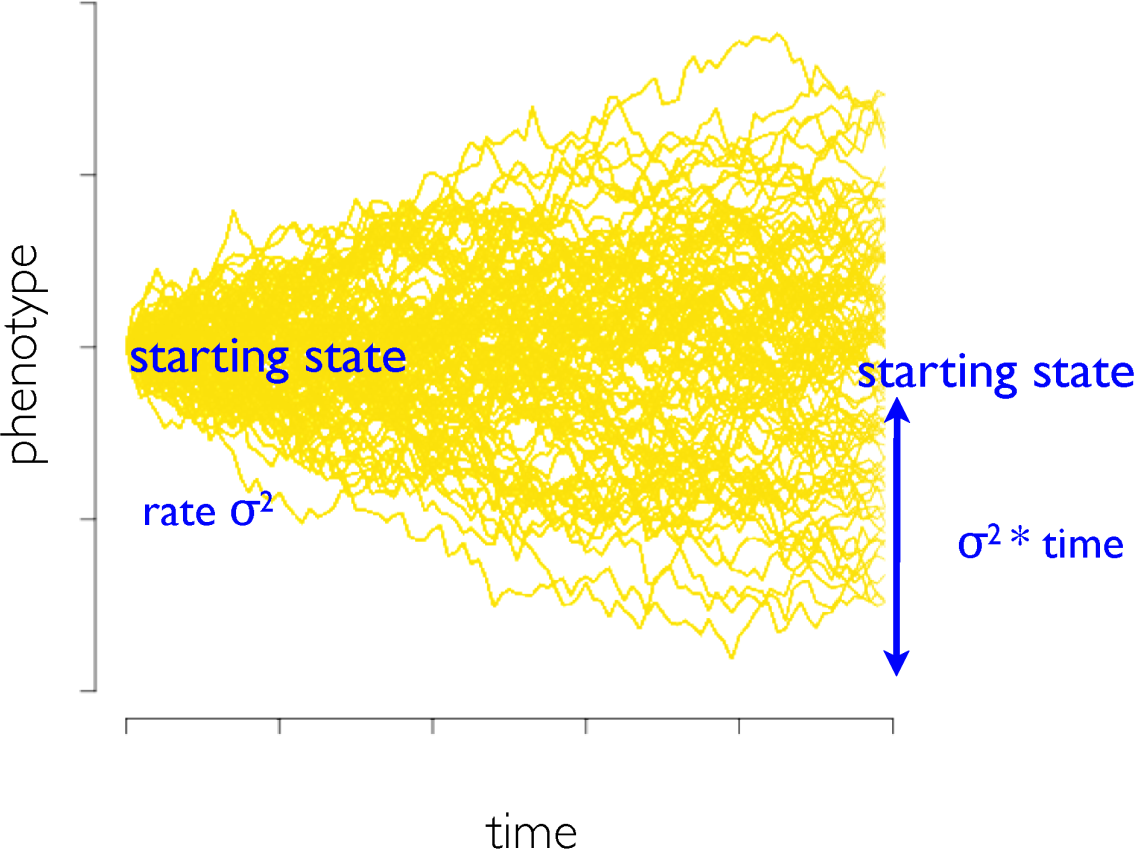 phenotype
starting state
starting state
rate σ²
σ² * time
time